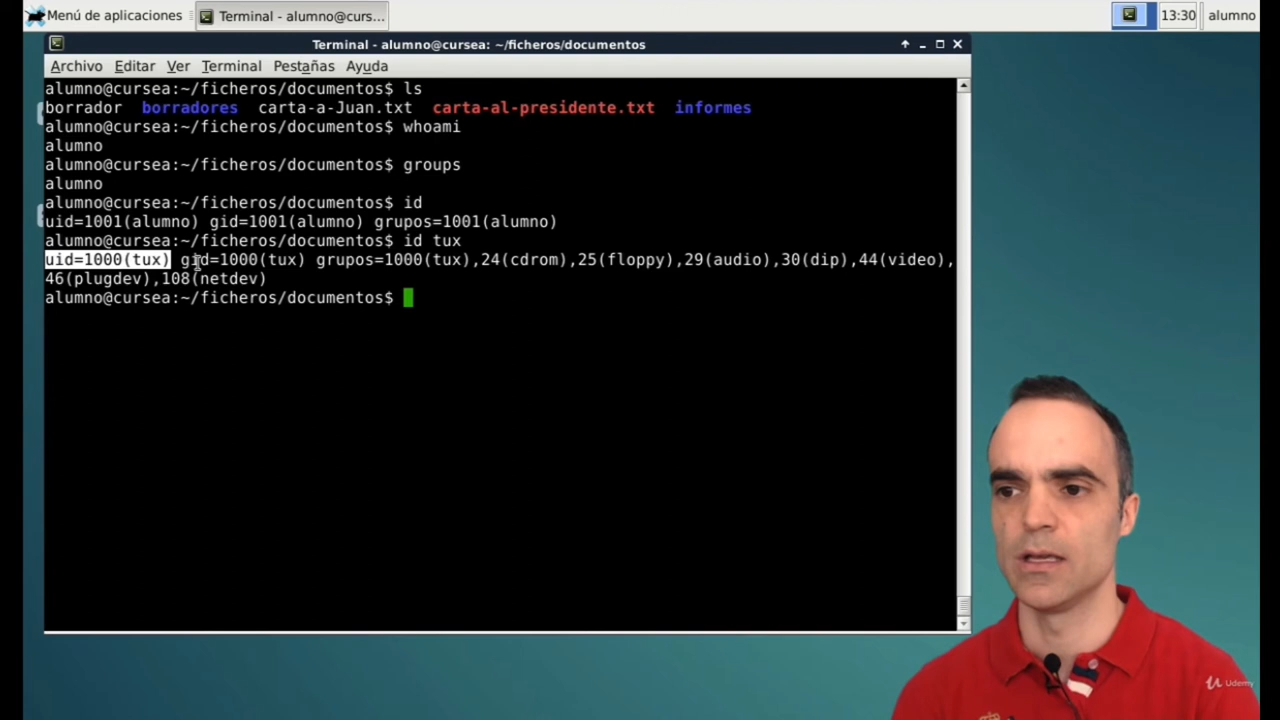 Menú de aplicaciones
Terminal - alumno@curs...
13:30
alumno
Terminal - alumno@cursea: ~/ficheros/documentos
Archivo Editar Ver Terminal Pestañas Ayuda
alumno@cursea:~/ficheros/documentos$ ls
borrador borradores carta-a-Juan.txt carta-al-presidente.txt informes
alumno@cursea:~/ficheros/documentos$ whoami
alumno
alumno@cursea:~/ficheros/documentos$ groups
alumno
alumno@cursea:~/ficheros/documentos$ id
uid=1001(alumno) gid=1001(alumno) grupos=1001(alumno)
alumno@cursea:~/ficheros/documentos$ id tux
uid=1000(tux) gid=1000(tux) grupos=1000(tux),24(cdrom),25(floppy),29(audio),30(dip),44(video),
46(plugdev),108(netdev)
alumno@cursea:~/ficheros/documentos$
Udemy